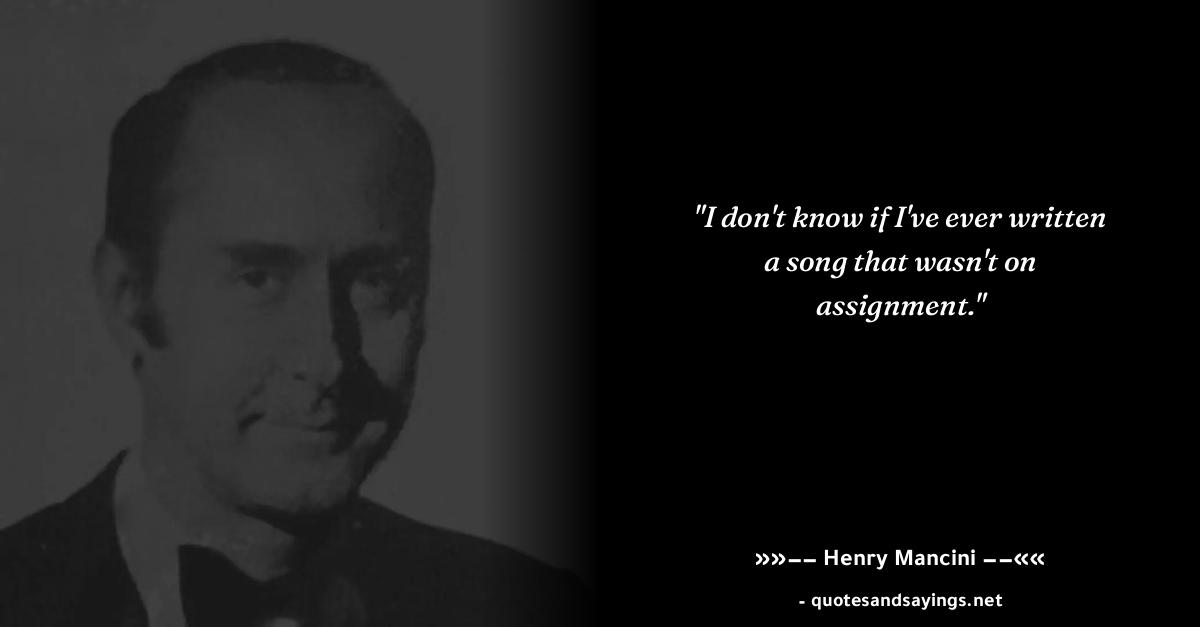 "I don't know if I've ever written
a song that wasn't on
assignment."
»»–– Henry Mancini ––««
- quotesandsayings.net